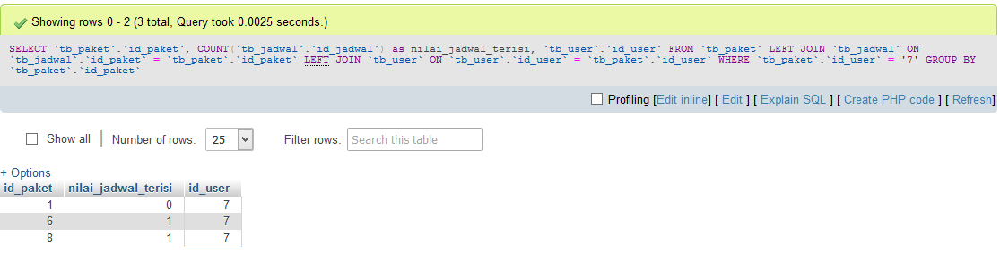 Showing rows 0 - 2 (3 total, Query took 0.0025 seconds.)
SELECT `tb_paket`.`id_paket`, COUNT(`tb_jadwal`.`id_jadwal`) as nilai_jadwal_terisi, `tb_user`.`id_user` FROM `tb_paket` LEFT JOIN `tb_jadwal` ON
`tb_jadwal`.`id_paket` = `tb_paket`.`id_paket` LEFT JOIN `tb_user` ON `tb_user`.`id_user` = `tb_paket`.`id_user` WHERE `tb_paket`.`id_user` = '7' GROUP BY
`tb_paket`.`id_paket`
Profiling [Edit inline] [ Edit ] [ Explain SQL ] [ Create PHP code ] [ Refresh]
Show all | Number of rows: 25 Filter rows: Search this table
+ Options
id_paket nilai_jadwal_terisi id_user
1 0 7
6 1 7
8 1 7